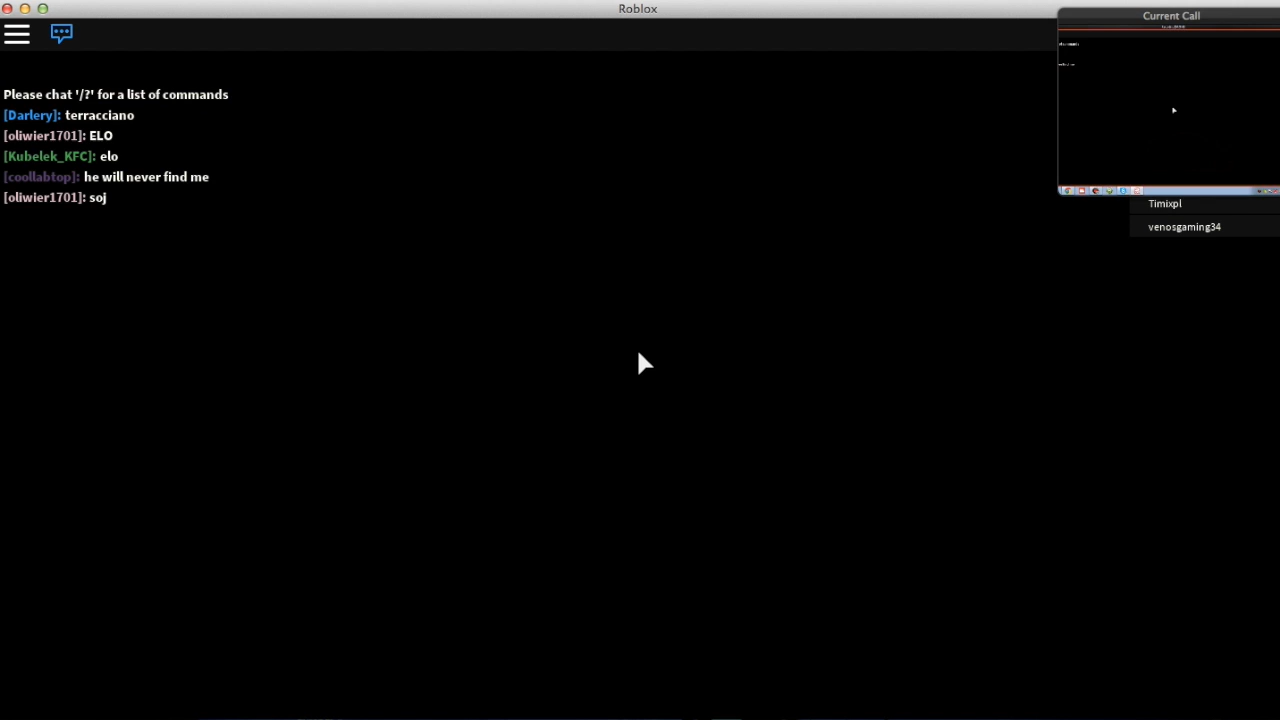 Roblox
Current Call
Please chat '/?' for a list of commands
[Darlery]: terracciano
[oliwier1701]: ELO
[Kubelek_KFC]: elo
[coollabtop]: he will never find me
[oliwier1701]: soj
Timixpl
venosgaming34